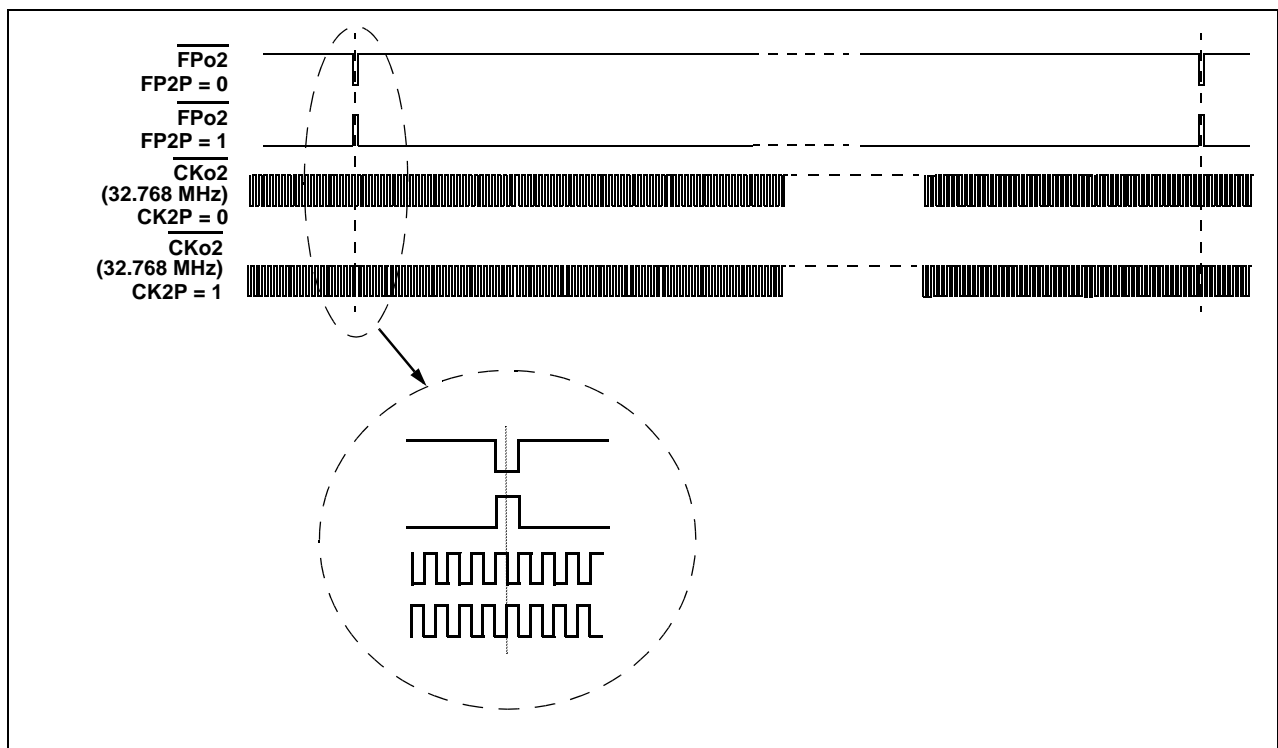 FPo2
FP2P = 0
FPo2
FP2P = 1
CKo2
(32.768 MHz)
CK2P = 0
CKo2
(32.768 MHz)
CK2P = 1